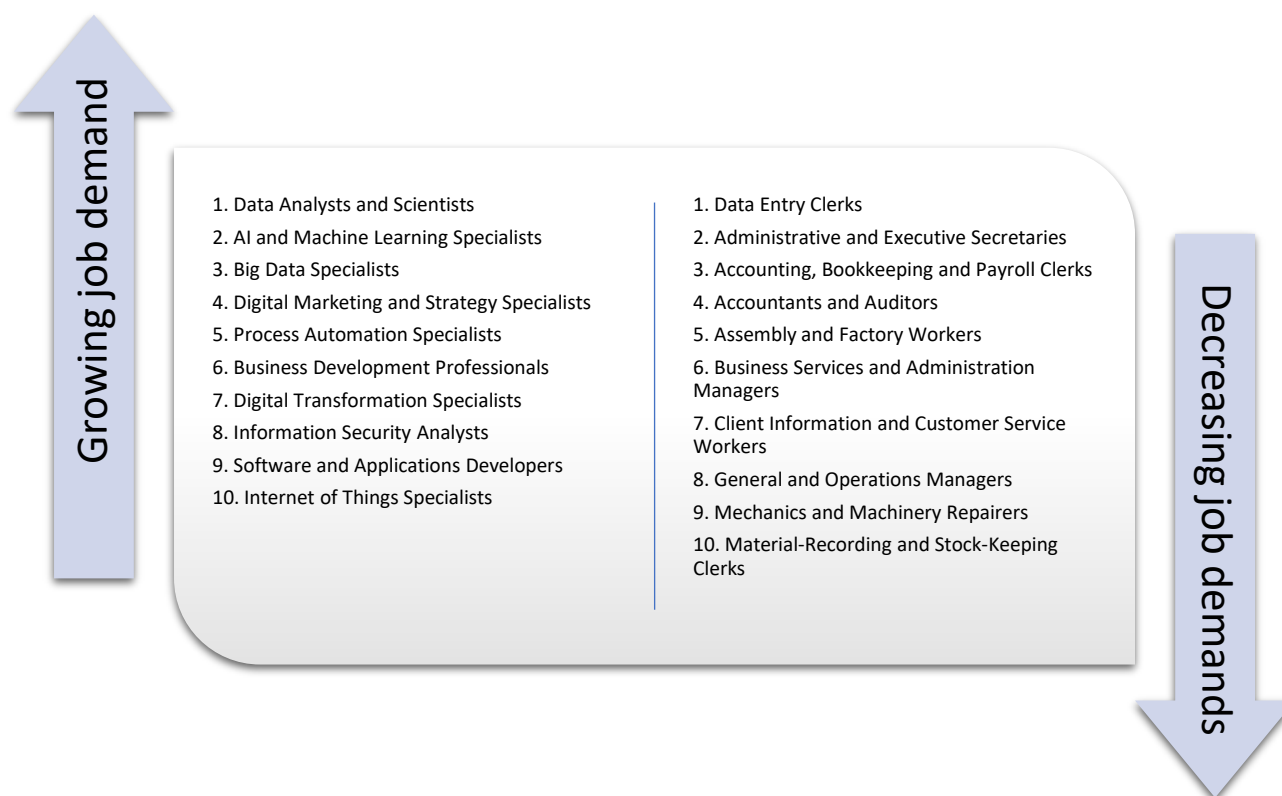 Growing job demand
1. Data Analysts and Scientists
2. AI and Machine Learning Specialists
3. Big Data Specialists
4. Digital Marketing and Strategy Specialists
5. Process Automation Specialists
6. Business Development Professionals
7. Digital Transformation Specialists
8. Information Security Analysts
9. Software and Applications Developers
10. Internet of Things Specialists
1. Data Entry Clerks
2. Administrative and Executive Secretaries
3. Accounting, Bookkeeping and Payroll Clerks
4. Accountants and Auditors
5. Assembly and Factory Workers
6. Business Services and Administration
Managers
7. Client Information and Customer Service
Workers
8. General and Operations Managers
9. Mechanics and Machinery Repairers
10. Material-Recording and Stock-Keeping
Clerks
Decreasing job demands